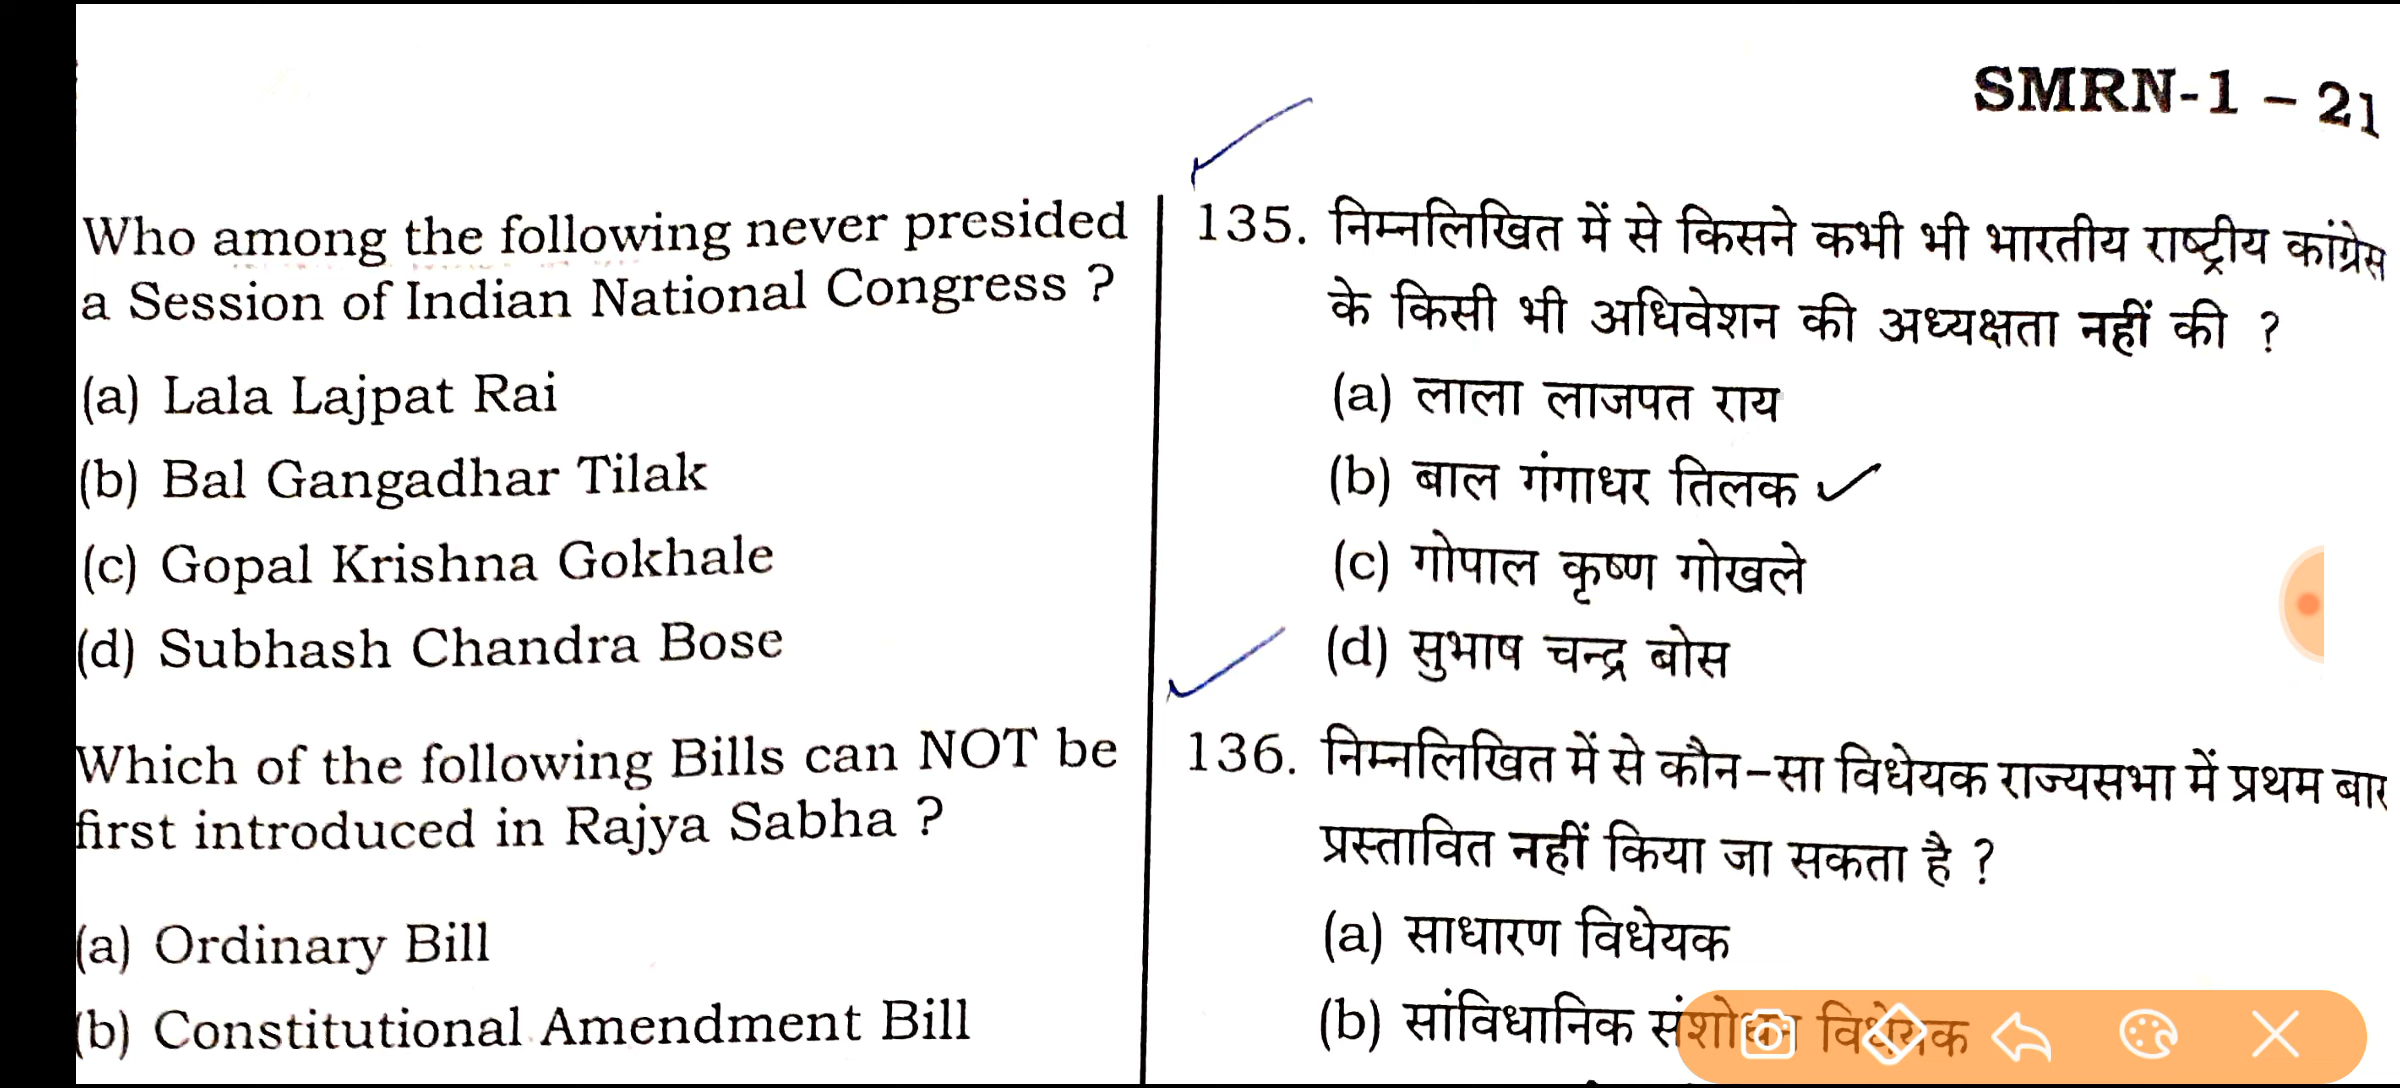 SMRN-1 – 21
Who among the following never presided
a Session of Indian National Congress ?
(a) Lala Lajpat Rai
(b) Bal Gangadhar Tilak
(c) Gopal Krishna Gokhale
(d) Subhash Chandra Bose
Which of the following Bills can NOT be
first introduced in Rajya Sabha ?
(a) Ordinary Bill
(b) Constitutional Amendment Bill
135. निम्नलिखित में से किसने कभी भी भारतीय राष्ट्रीय कांग्रेस
के किसी भी अधिवेशन की अध्यक्षता नहीं की ?
(a) लाला लाजपत राय
(b) बाल गंगाधर तिलक
(c) गोपाल कृष्ण गोखले
(d) सुभाष चन्द्र बोस
136. निम्नलिखित में से कौन-सा विधेयक राज्यसभा में प्रथम बार
प्रस्तावित नहीं किया जा सकता है ?
(a) साधारण विधेयक
(b) सांविधानिक संशोधन विधेयक